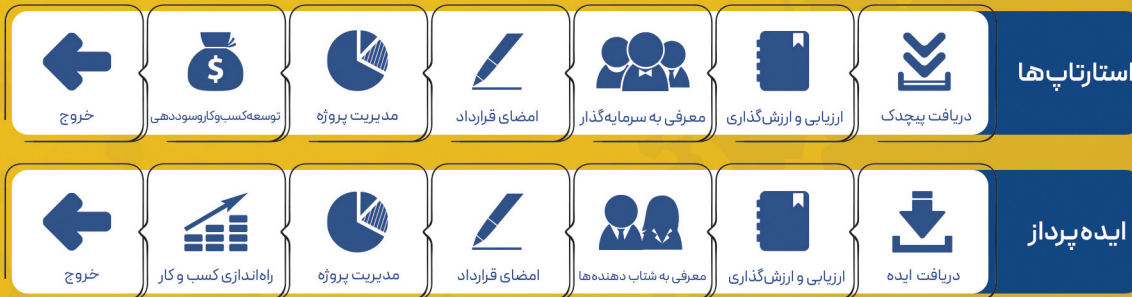 استارتاپ‌ها
دریافت پیچدک
ارزیابی و ارزش‌گذاری
معرفی به سرمایه‌گذار
امضای قرارداد
مدیریت پروژه
توسعه‌کسب‌وکاروسوددهی
خروج
ایده‌پرداز
دریافت ایده
ارزیابی و ارزش‌گذاری
معرفی به شتاب دهنده‌ها
امضای قرارداد
مدیریت پروژه
راه‌اندازی کسب و کار
خروج